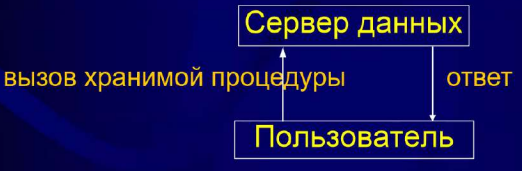 Сервер данных
вызов хранимой процедуры
ответ
Пользователь